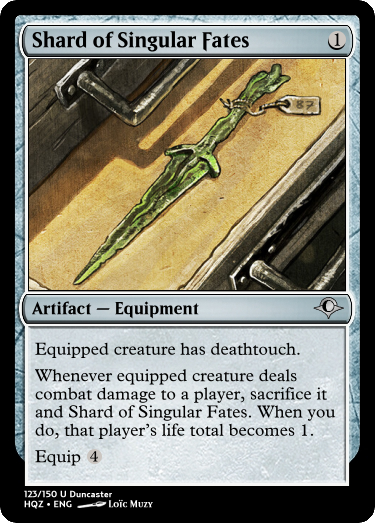 Shard of Singular Fates 1
87
Artifact — Equipment
Equipped creature has deathtouch.
Whenever equipped creature deals
combat damage to a player, sacrifice it
and Shard of Singular Fates. When you
do, that player's life total becomes 1.
Equip 4
123/150 U Duncaster
HQZ • ENG Loïc Muzy